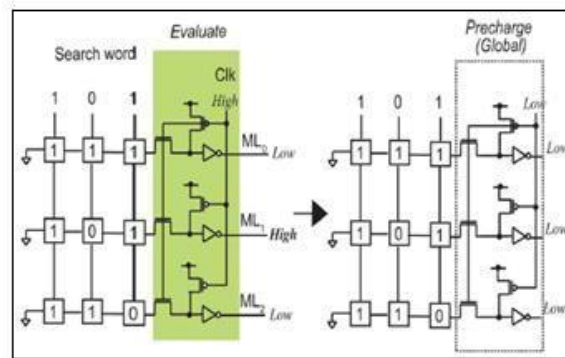 Evaluate
Precharge
(Global)
Search word
Clk
High
Low
1 0 1
1 0 1
1 1 1
ML0 Low
1 1 1
Low
1 0 1
ML1 High
1 0 1
Low
1 1 0
ML2 Low
1 1 0
Low